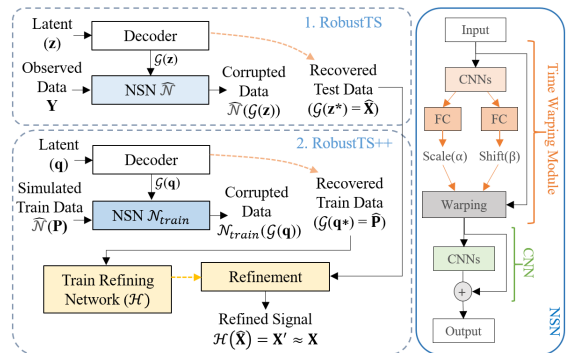 1. RobustTS
Latent
(z)
Decoder
G(z)
Observed
Data
Y
NSN N̂
Corrupted
Data
N̂(G(z))
Recovered
Test Data
(G(z*) = X̂)
2. RobustTS++
Latent
(q)
Decoder
G(q)
Simulated
Train Data
N̂(P)
NSN N_train
Corrupted
Data
N_train(G(q))
Recovered
Train Data
(G(q*) = P̂)
Train Refining
Network (H)
Refinement
Refined Signal
H(X̂) = X′ ≈ X
Input
CNNs
FC
FC
Scale(α)
Shift(β)
Warping
CNNs
+
Output
Time Warping Module
CNN
NSN